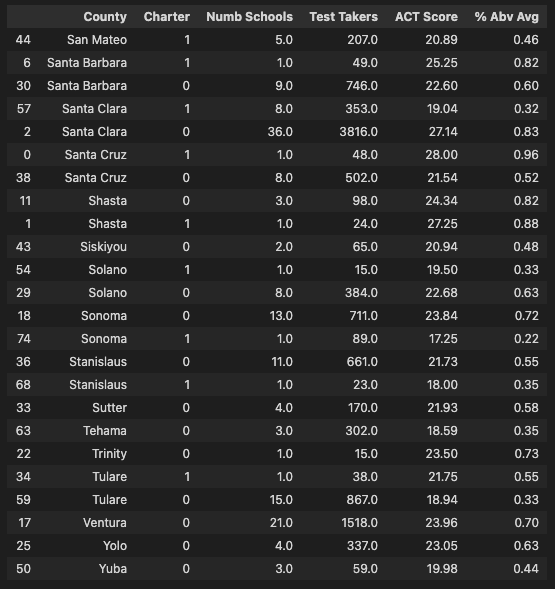 County Charter Numb Schools Test Takers ACT Score % Abv Avg
44 San Mateo 1 5.0 207.0 20.89 0.46
6 Santa Barbara 1 1.0 49.0 25.25 0.82
30 Santa Barbara 0 9.0 746.0 22.60 0.60
57 Santa Clara 1 8.0 353.0 19.04 0.32
2 Santa Clara 0 36.0 3816.0 27.14 0.83
0 Santa Cruz 1 1.0 48.0 28.00 0.96
38 Santa Cruz 0 8.0 502.0 21.54 0.52
11 Shasta 0 3.0 98.0 24.34 0.82
1 Shasta 1 1.0 24.0 27.25 0.88
43 Siskiyou 0 2.0 65.0 20.94 0.48
54 Solano 1 1.0 15.0 19.50 0.33
29 Solano 0 8.0 384.0 22.68 0.63
18 Sonoma 0 13.0 711.0 23.84 0.72
74 Sonoma 1 1.0 89.0 17.25 0.22
36 Stanislaus 0 11.0 661.0 21.73 0.55
68 Stanislaus 1 1.0 23.0 18.00 0.35
33 Sutter 0 4.0 170.0 21.93 0.58
63 Tehama 0 3.0 302.0 18.59 0.35
22 Trinity 0 1.0 15.0 23.50 0.73
34 Tulare 1 1.0 38.0 21.75 0.55
59 Tulare 0 15.0 867.0 18.94 0.33
17 Ventura 0 21.0 1518.0 23.96 0.70
25 Yolo 0 4.0 337.0 23.05 0.63
50 Yuba 0 3.0 59.0 19.98 0.44